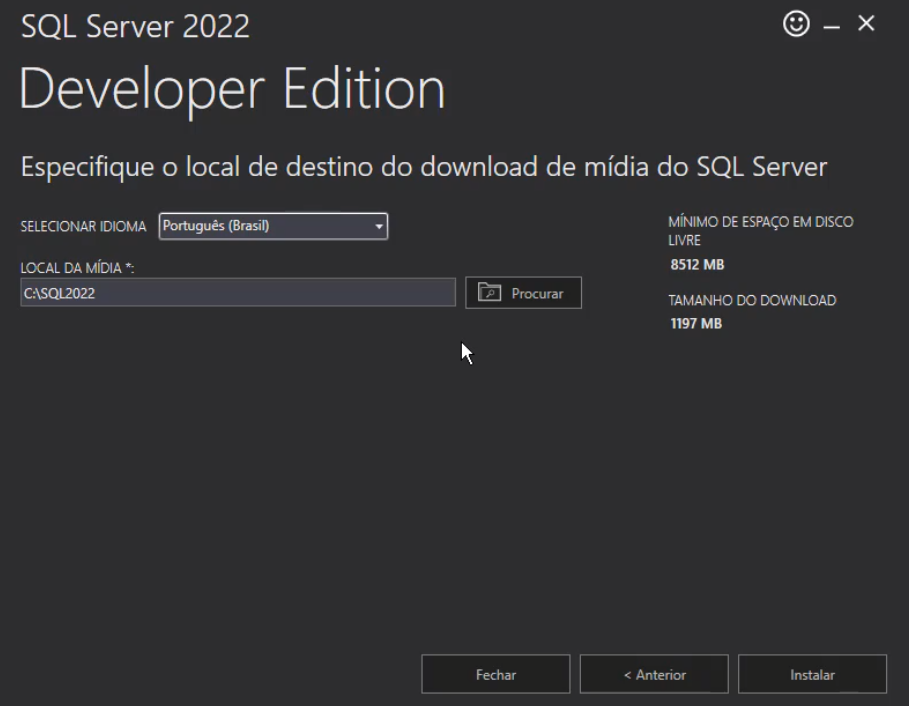 SQL Server 2022
Developer Edition
Especifique o local de destino do download de mídia do SQL Server
SELECIONAR IDIOMA Português (Brasil)
LOCAL DA MÍDIA *:
C:\SQL2022
Procurar
MÍNIMO DE ESPAÇO EM DISCO
LIVRE
8512 MB
TAMANHO DO DOWNLOAD
1197 MB
Fechar
< Anterior
Instalar